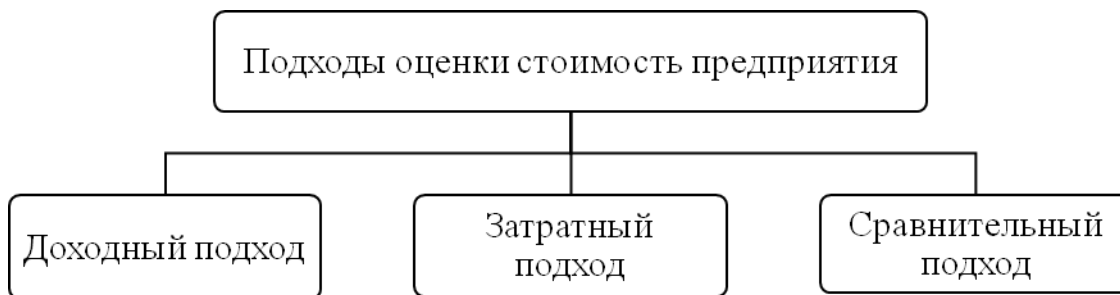 Подходы оценки стоимость предприятия
Доходный подход
Затратный
подход
Сравнительный
подход